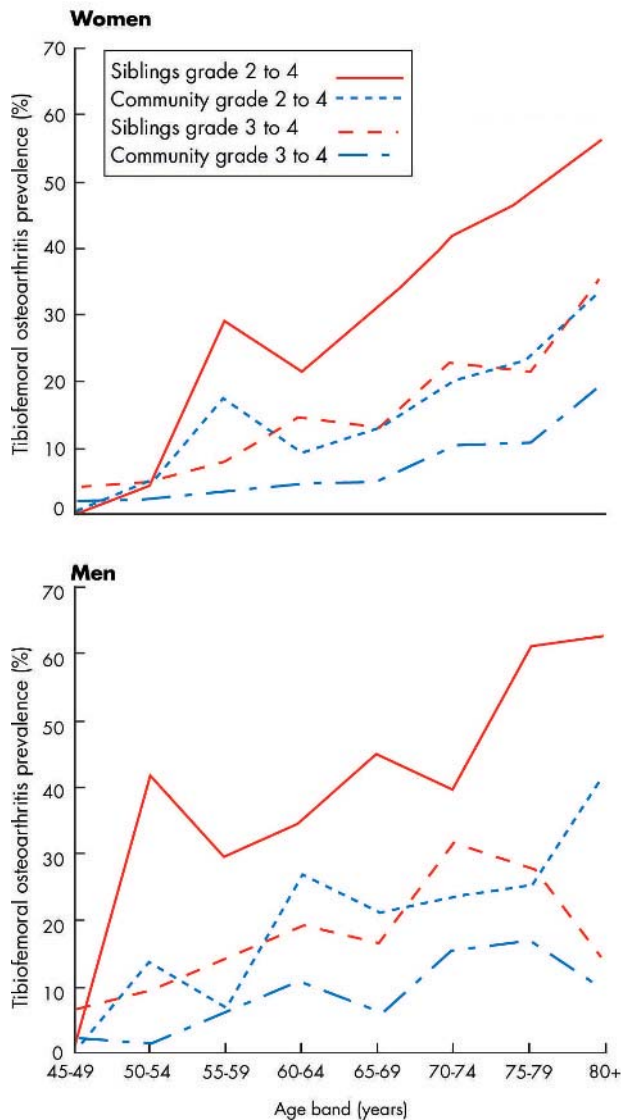 Women
Tibiofemoral osteoarthritis prevalence (%)
70
60
50
40
30
20
10
0
Siblings grade 2 to 4
Community grade 2 to 4
Siblings grade 3 to 4
Community grade 3 to 4
Men
Tibiofemoral osteoarthritis prevalence (%)
70
60
50
40
30
20
10
0
45-49 50-54 55-59 60-64 65-69 70-74 75-79 80+
Age band (years)